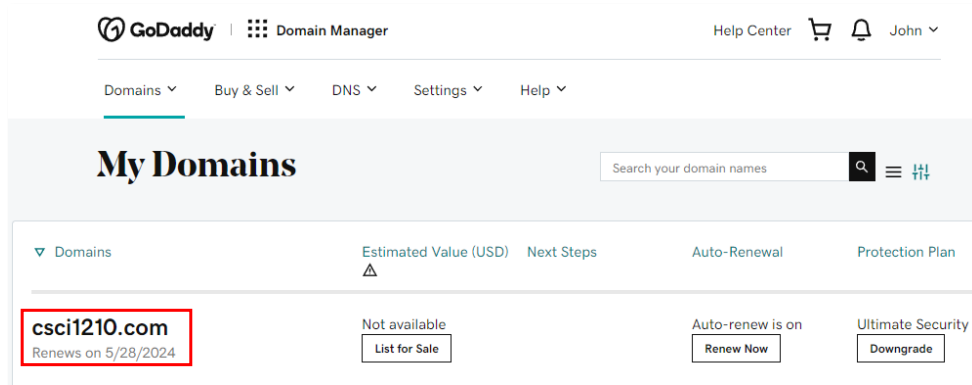 GoDaddy Domain Manager Help Center John
Domains Buy & Sell DNS Settings Help
My Domains
Search your domain names
Domains Estimated Value (USD) Next Steps Auto-Renewal Protection Plan
csci1210.com Not available Auto-renew is on Ultimate Security
Renews on 5/28/2024 List for Sale Renew Now Downgrade